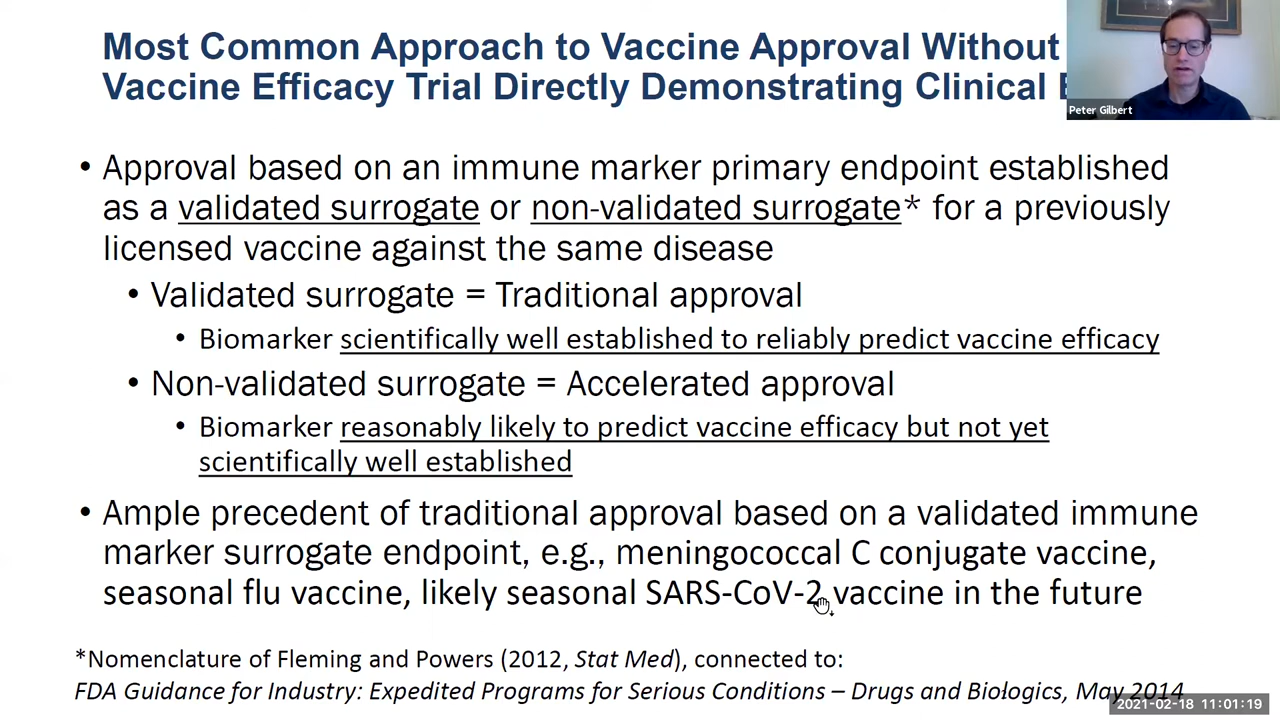 Most Common Approach to Vaccine Approval Without
Vaccine Efficacy Trial Directly Demonstrating Clinical
Peter Gilbert
• Approval based on an immune marker primary endpoint established
as a validated surrogate or non-validated surrogate* for a previously
licensed vaccine against the same disease
• Validated surrogate = Traditional approval
• Biomarker scientifically well established to reliably predict vaccine efficacy
• Non-validated surrogate = Accelerated approval
• Biomarker reasonably likely to predict vaccine efficacy but not yet
scientifically well established
• Ample precedent of traditional approval based on a validated immune
marker surrogate endpoint, e.g., meningococcal C conjugate vaccine,
seasonal flu vaccine, likely seasonal SARS-CoV-2 vaccine in the future
*Nomenclature of Fleming and Powers (2012, Stat Med), connected to:
FDA Guidance for Industry: Expedited Programs for Serious Conditions – Drugs and Biologics, May 2014
2021-02-18 11:01:19